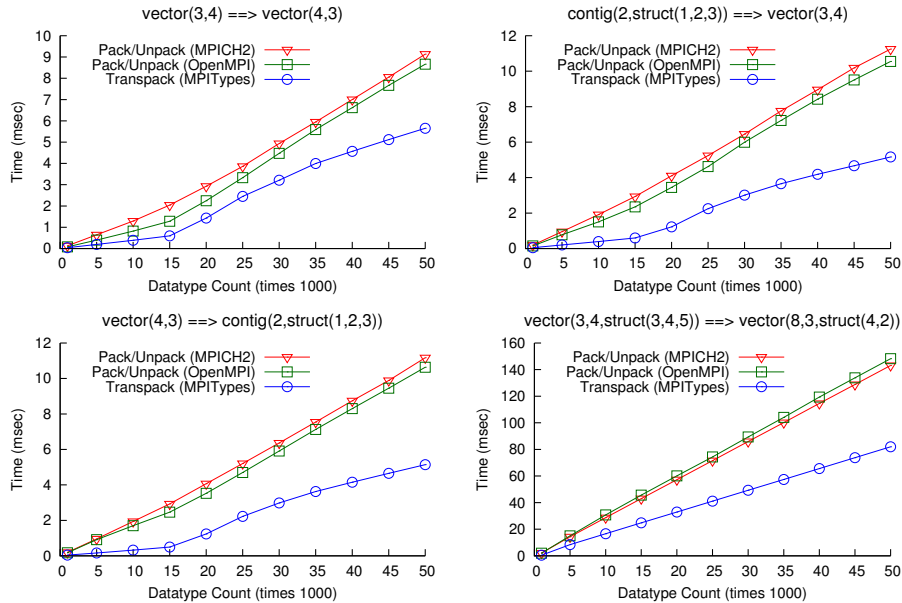 vector(3,4) ==> vector(4,3)
10
9
8
7
6
5
4
3
2
1
0
Time (msec)
Pack/Unpack (MPICH2)
Pack/Unpack (OpenMPI)
Transpack (MPITypes)
0 5 10 15 20 25 30 35 40 45 50
Datatype Count (times 1000)
contig(2,struct(1,2,3)) ==> vector(3,4)
12
10
8
6
4
2
0
Time (msec)
Pack/Unpack (MPICH2)
Pack/Unpack (OpenMPI)
Transpack (MPITypes)
0 5 10 15 20 25 30 35 40 45 50
Datatype Count (times 1000)
vector(4,3) ==> contig(2,struct(1,2,3))
12
10
8
6
4
2
0
Time (msec)
Pack/Unpack (MPICH2)
Pack/Unpack (OpenMPI)
Transpack (MPITypes)
0 5 10 15 20 25 30 35 40 45 50
Datatype Count (times 1000)
vector(3,4,struct(3,4,5)) ==> vector(8,3,struct(4,2))
160
140
120
100
80
60
40
20
0
Time (msec)
Pack/Unpack (MPICH2)
Pack/Unpack (OpenMPI)
Transpack (MPITypes)
0 5 10 15 20 25 30 35 40 45 50
Datatype Count (times 1000)